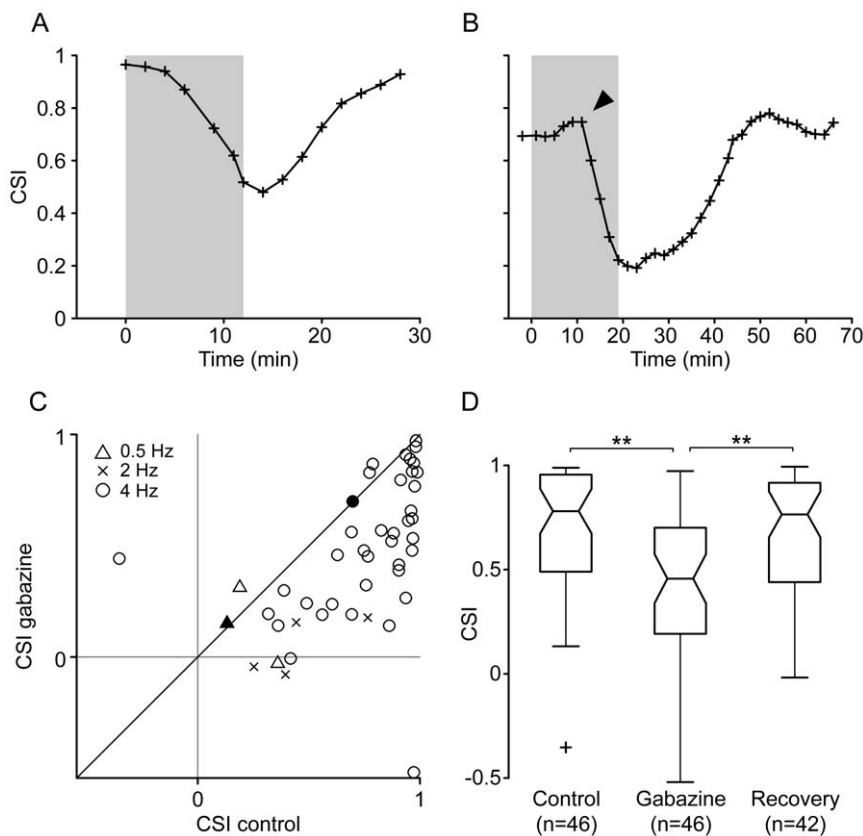 A
B
1
0.8
0.6
0.4
0.2
0
CSI
0 10 20 30
Time (min)
0 10 20 30 40 50 60 70
Time (min)
C
D
1
0
CSI gabazine
△ 0.5 Hz
× 2 Hz
○ 4 Hz
0 1
CSI control
** **
1
0.5
0
-0.5
CSI
+
Control Gabazine Recovery
(n=46) (n=46) (n=42)